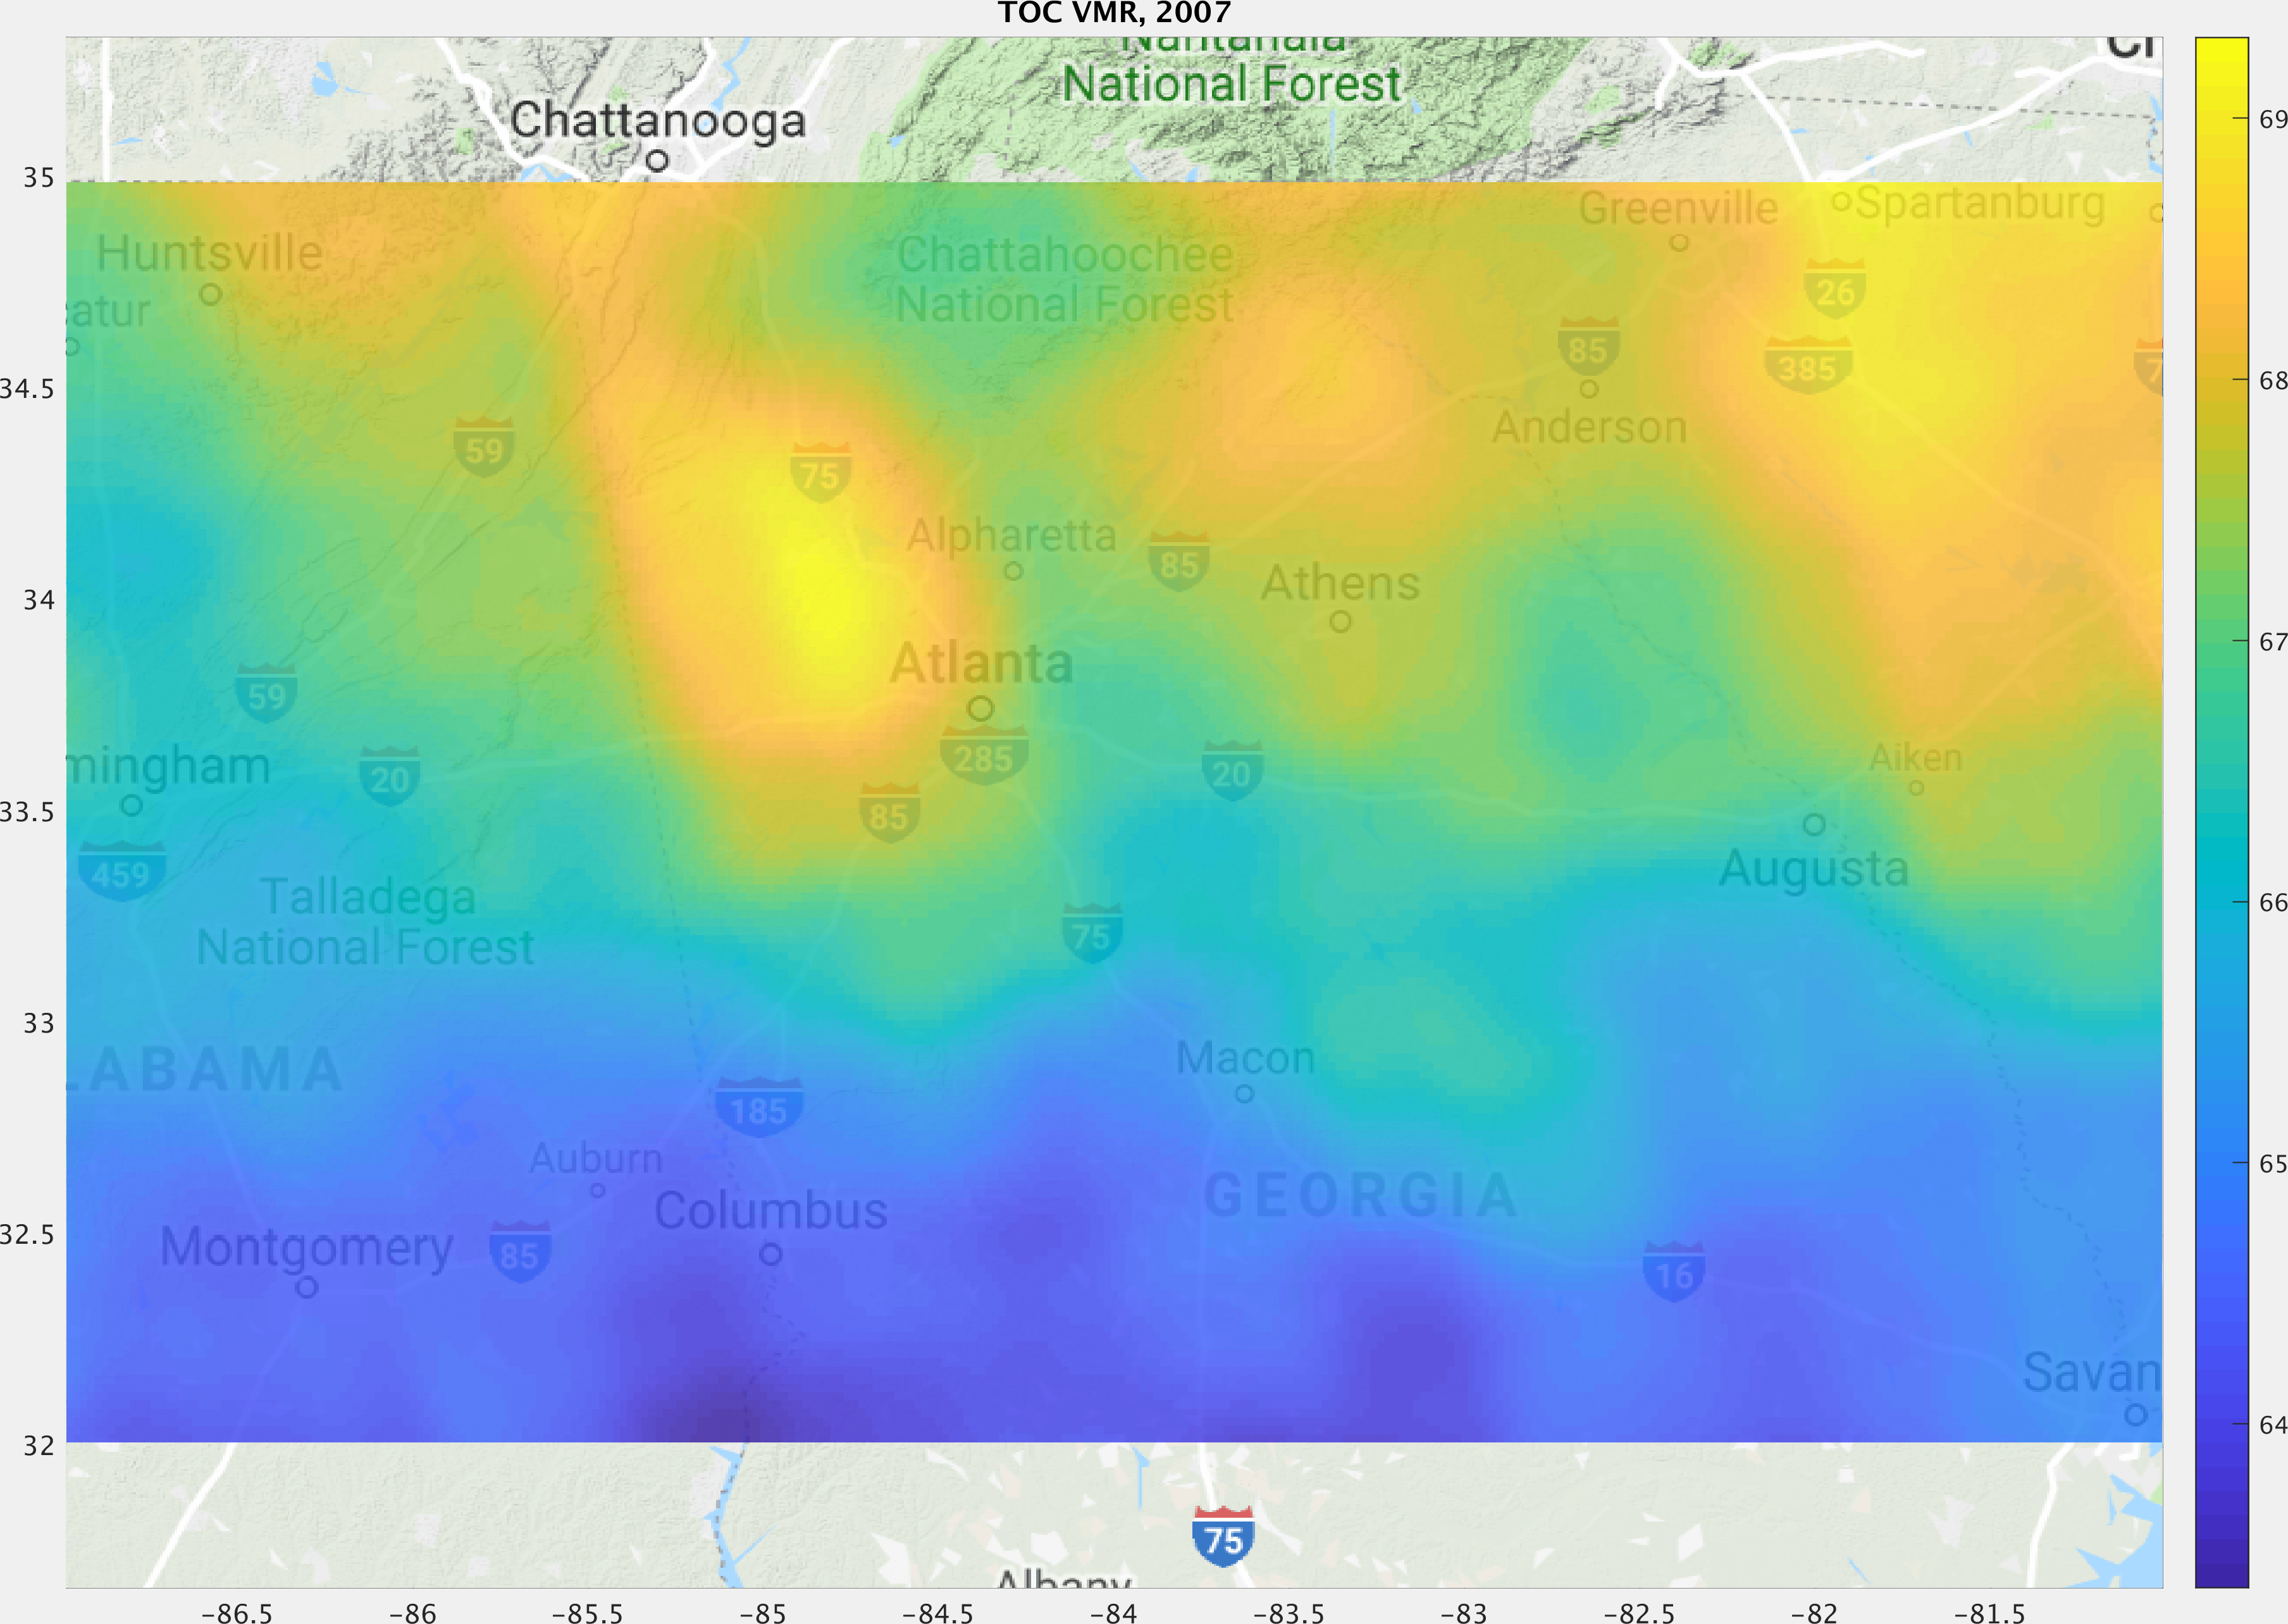 TOC VMR, 2007
Nantahala
National Forest
Chattanooga
Greenville
Spartanburg
Huntsville
Chattahoochee
National Forest
26
atur
85
385
7
59
75
Anderson
Alpharetta
85
Athens
Atlanta
59
mingham
20
285
20
Aiken
85
Augusta
459
Talladega
National Forest
75
LABAMA
Macon
185
Auburn
Columbus
GEORGIA
Montgomery
85
16
Savan
75
Albany
35
34.5
34
33.5
33
32.5
32
-86.5 -86 -85.5 -85 -84.5 -84 -83.5 -83 -82.5 -82 -81.5
69
68
67
66
65
64